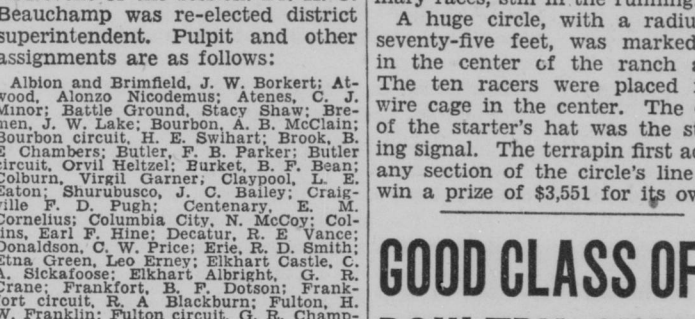 Beauchamp was re-elected district
superintendent. Pulpit and other
assignments are as follows:
Albion and Brimfield, J. W. Borkert; At-
wood, Alonzo Nicodemus; Atenes, C. J.
Minor; Battle Ground, Stacy Shaw; Bre-
men, J. W. Lake; Bourbon, A. B. McClain;
Bourbon circuit, H. E. Swihart; Brook, B.
E Chambers; Butler, F. B. Parker; Butler
circuit, Orvil Heltzel; Burket, B. F. Bean;
Colburn, Virgil Garner; Claypool, L. E.
Eaton; Shurubusco, J. C. Bailey; Craig-
ville F. D. Pugh; Centenary, E. M.
Cornelius; Columbia City, N. McCoy; Col-
lins, Earl F. Hine; Decatur, R. E Vance;
Donaldson, C. W. Price; Erie, R. D. Smith;
Etna Green, Leo Erney; Elkhart Castle, C.
A. Sickafoose; Elkhart Albright, G. R.
Crane; Frankfort, B. F. Dotson; Frank-
fort circuit, R. A Blackburn; Fulton, H.
W. Franklin; Fulton circuit, G. R. Champ-
A huge circle, with a radiu
seventy-five feet, was marked
in the center of the ranch
The ten racers were placed
wire cage in the center. The
of the starter's hat was the s
ing signal. The terrapin first a
any section of the circle's line
win a prize of $3,551 for its ow
GOOD CLASS OF